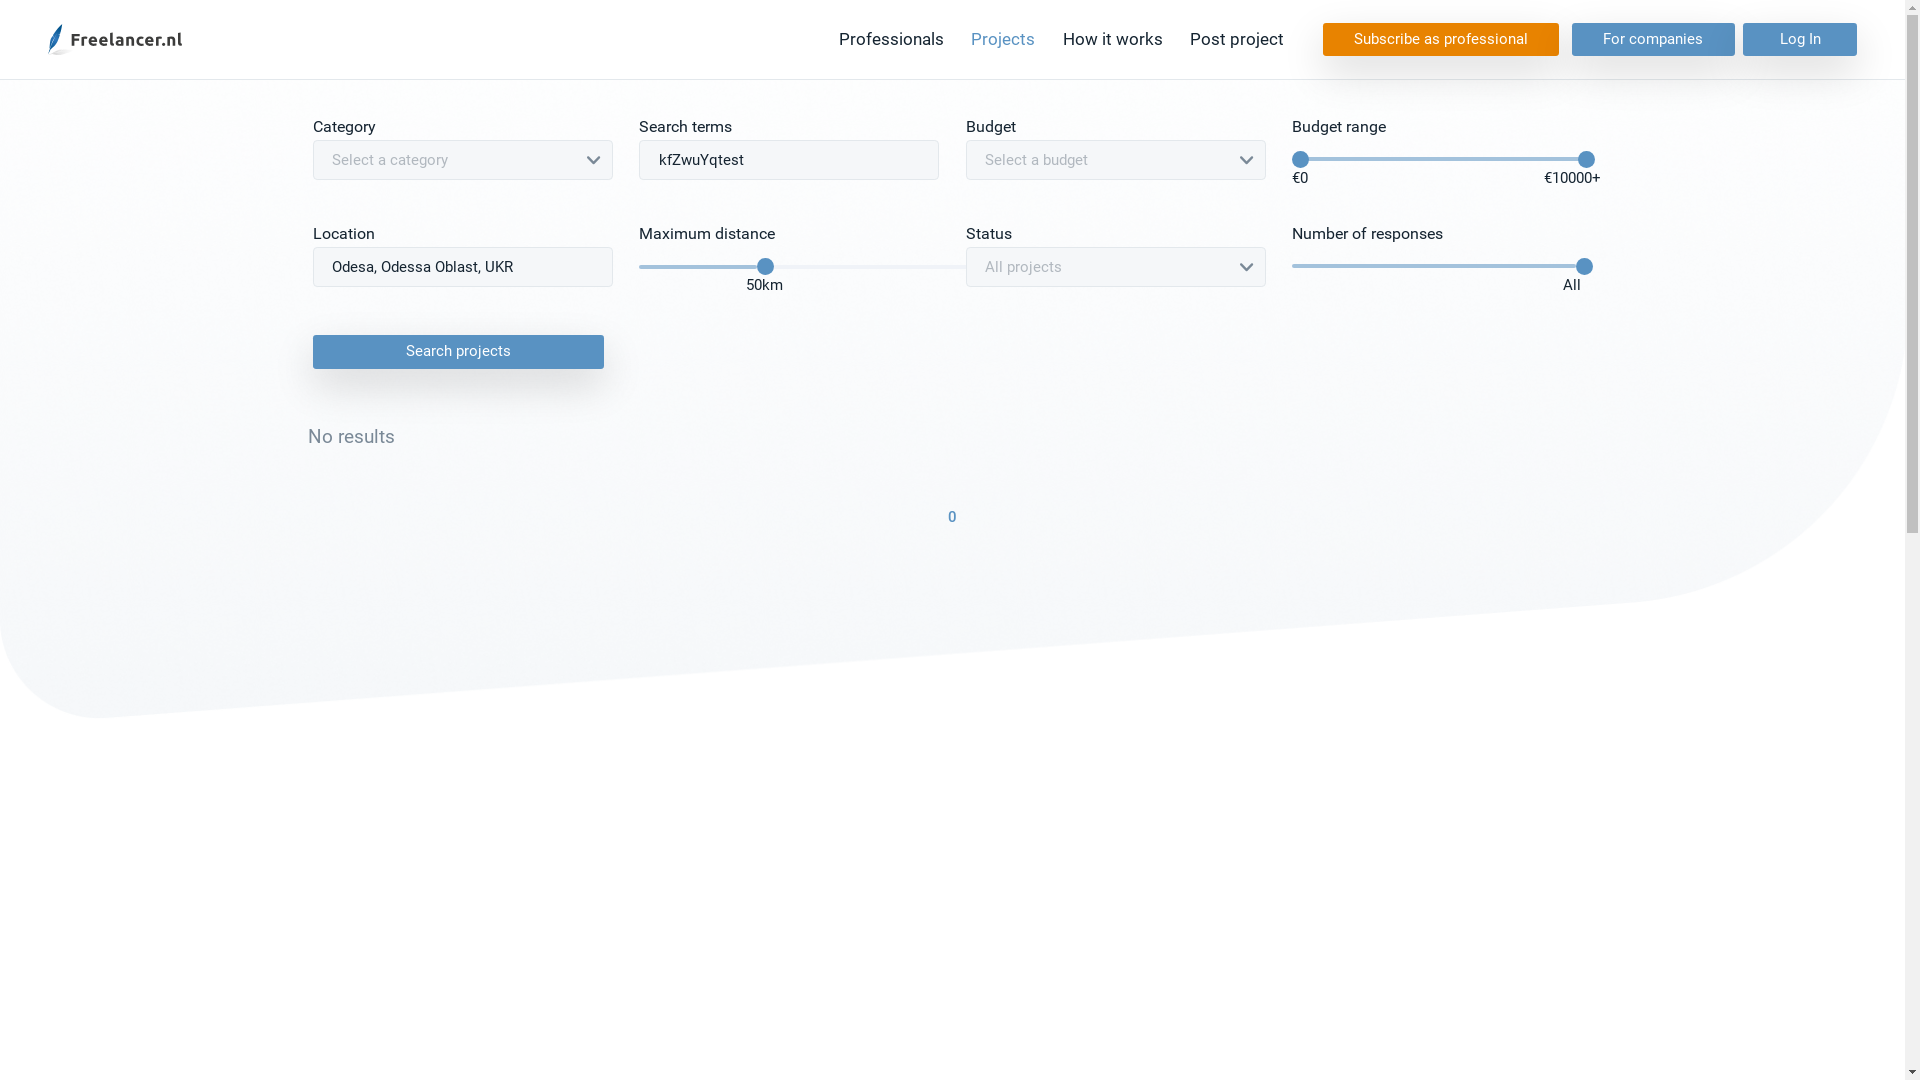 Freelancer.nl
Professionals
Projects
How it works
Post project
Subscribe as professional
For companies
Log In
Category
Select a category
Search terms
kfZwuYqtest
Budget
Select a budget
Budget range
€0
€10000+
Location
Odesa, Odessa Oblast, UKR
Maximum distance
50km
Status
All projects
Number of responses
All
Search projects
No results
0